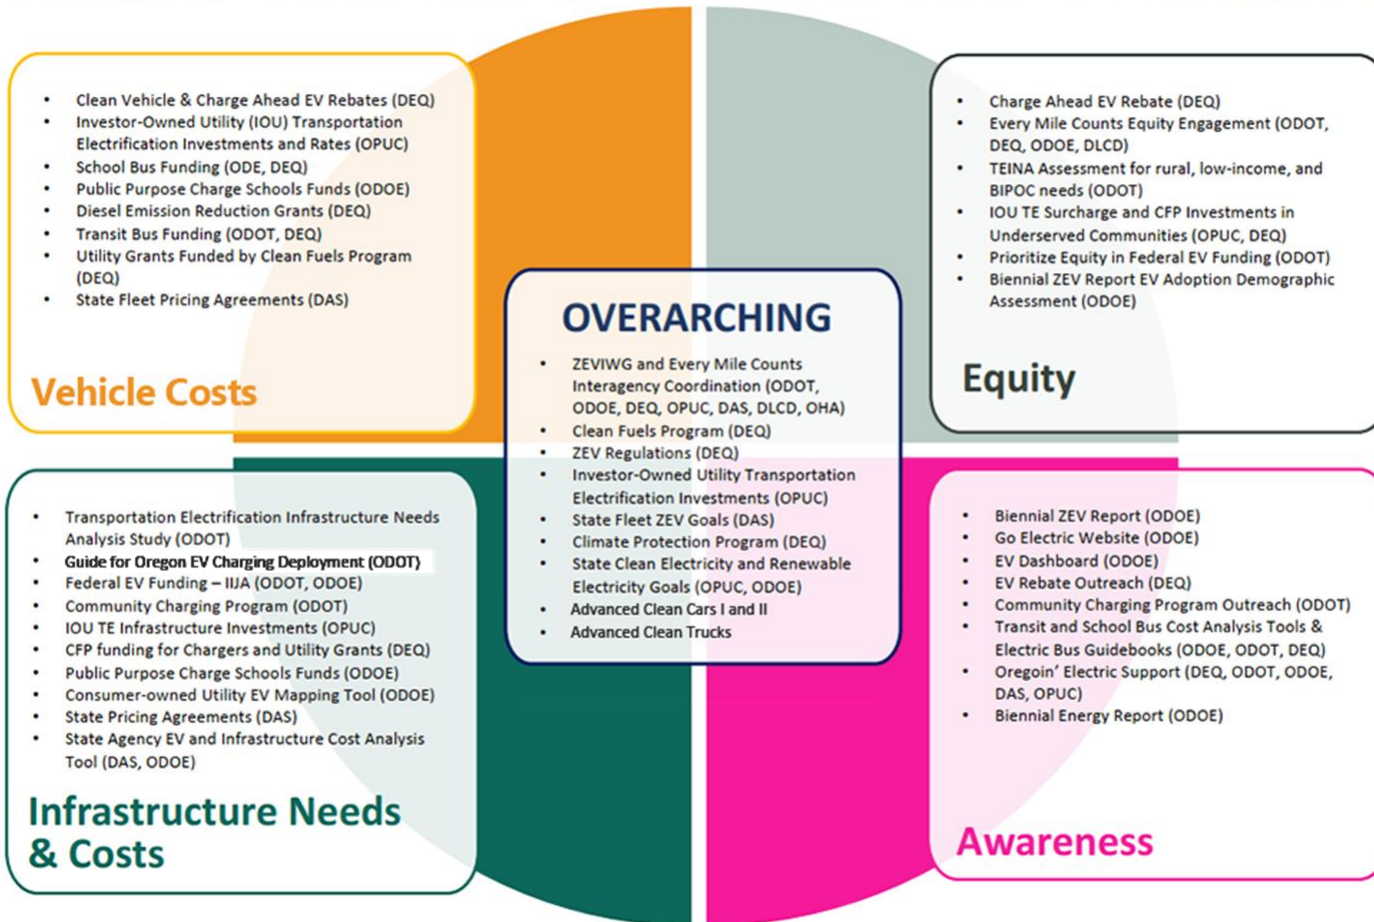 • Clean Vehicle & Charge Ahead EV Rebates (DEQ)
• Investor-Owned Utility (IOU) Transportation
Electrification Investments and Rates (OPUC)
• School Bus Funding (ODE, DEQ)
• Public Purpose Charge Schools Funds (ODOE)
• Diesel Emission Reduction Grants (DEQ)
• Transit Bus Funding (ODOT, DEQ)
• Utility Grants Funded by Clean Fuels Program
(DEQ)
• State Fleet Pricing Agreements (DAS)
Vehicle Costs
• Charge Ahead EV Rebate (DEQ)
• Every Mile Counts Equity Engagement (ODOT,
DEQ, ODOE, DLCD)
• TEINA Assessment for rural, low-income, and
BIPOC needs (ODOT)
• IOU TE Surcharge and CFP Investments in
Underserved Communities (OPUC, DEQ)
• Prioritize Equity in Federal EV Funding (ODOT)
• Biennial ZEV Report EV Adoption Demographic
Assessment (ODOE)
Equity
OVERARCHING
• ZEVIWG and Every Mile Counts
Interagency Coordination (ODOT,
ODOE, DEQ, OPUC, DAS, DLCD, OHA)
• Clean Fuels Program (DEQ)
• ZEV Regulations (DEQ)
• Investor-Owned Utility Transportation
Electrification Investments (OPUC)
• State Fleet ZEV Goals (DAS)
• Climate Protection Program (DEQ)
• State Clean Electricity and Renewable
Electricity Goals (OPUC, ODOE)
• Advanced Clean Cars I and II
• Advanced Clean Trucks
• Transportation Electrification Infrastructure Needs
Analysis Study (ODOT)
• Guide for Oregon EV Charging Deployment (ODOT)
• Federal EV Funding – IIJA (ODOT, ODOE)
• Community Charging Program (ODOT)
• IOU TE Infrastructure Investments (OPUC)
• CFP funding for Chargers and Utility Grants (DEQ)
• Public Purpose Charge Schools Funds (ODOE)
• Consumer-owned Utility EV Mapping Tool (ODOE)
• State Pricing Agreements (DAS)
• State Agency EV and Infrastructure Cost Analysis
Tool (DAS, ODOE)
Infrastructure Needs
& Costs
• Biennial ZEV Report (ODOE)
• Go Electric Website (ODOE)
• EV Dashboard (ODOE)
• EV Rebate Outreach (DEQ)
• Community Charging Program Outreach (ODOT)
• Transit and School Bus Cost Analysis Tools &
Electric Bus Guidebooks (ODOE, ODOT, DEQ)
• Oregoin’ Electric Support (DEQ, ODOT, ODOE,
DAS, OPUC)
• Biennial Energy Report (ODOE)
Awareness